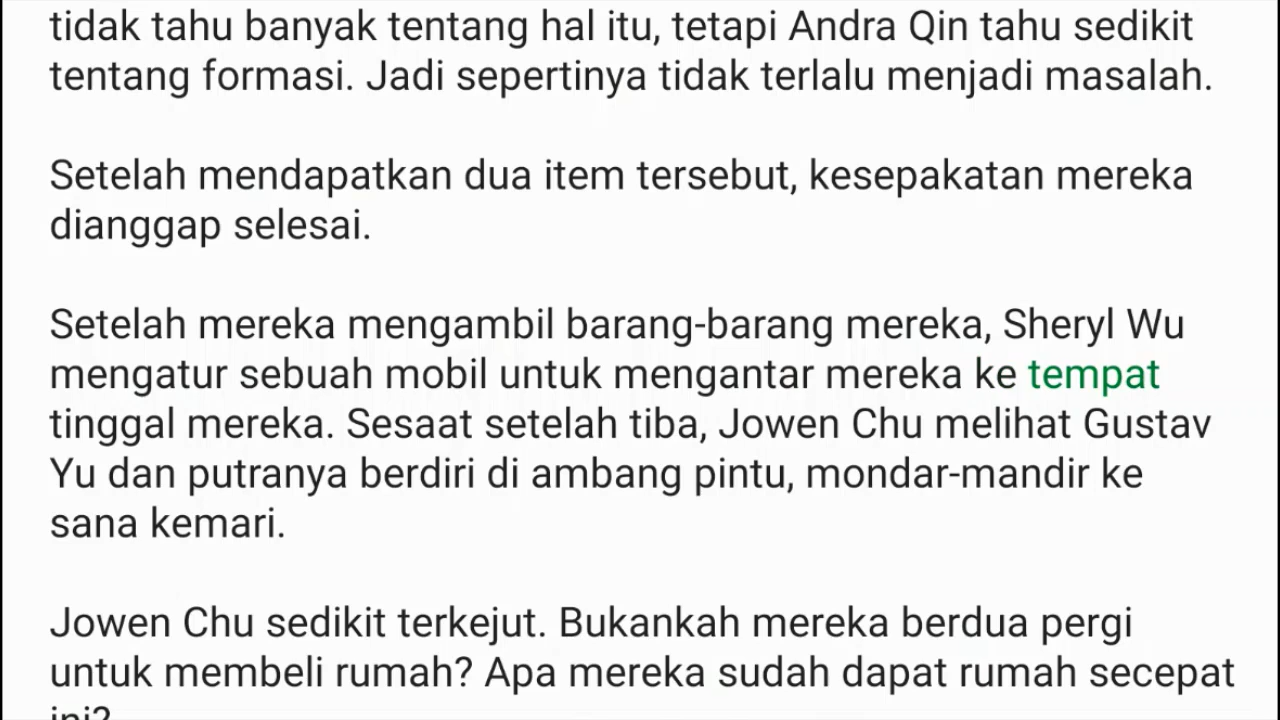 tidak tahu banyak tentang hal itu, tetapi Andra Qin tahu sedikit
tentang formasi. Jadi sepertinya tidak terlalu menjadi masalah.
Setelah mendapatkan dua item tersebut, kesepakatan mereka
dianggap selesai.
Setelah mereka mengambil barang-barang mereka, Sheryl Wu
mengatur sebuah mobil untuk mengantar mereka ke tempat
tinggal mereka. Sesaat setelah tiba, Jowen Chu melihat Gustav
Yu dan putranya berdiri di ambang pintu, mondar-mandir ke
sana kemari.
Jowen Chu sedikit terkejut. Bukankah mereka berdua pergi
untuk membeli rumah? Apa mereka sudah dapat rumah secepat
ini?